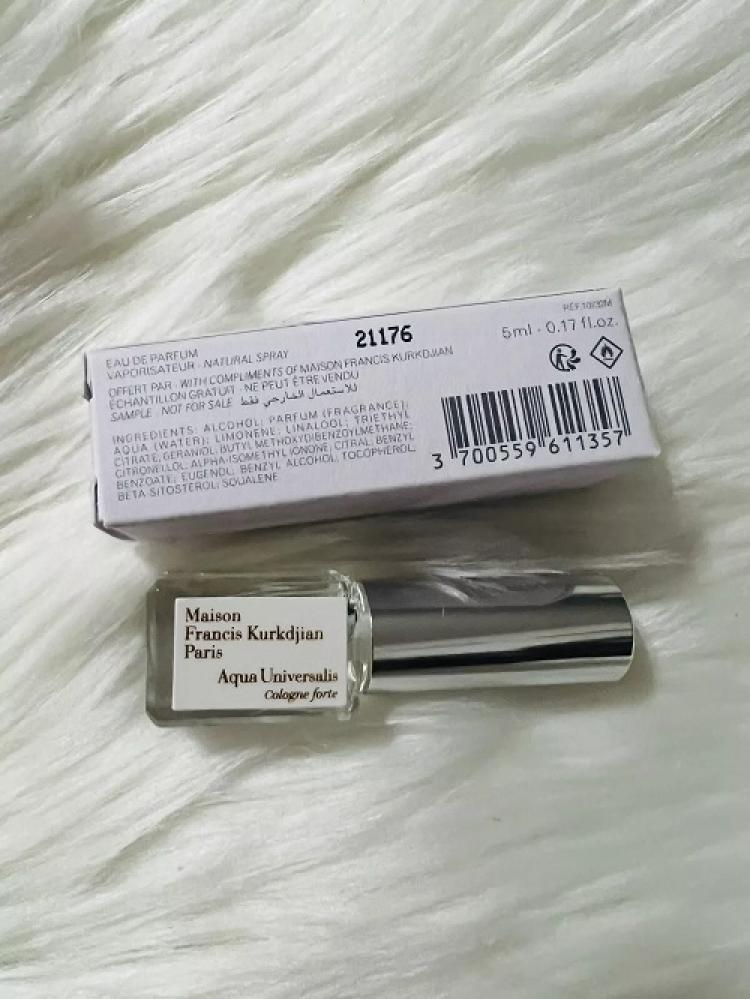 21176
REF.1030M
5ml · 0.17 fl.oz.
EAU DE PARFUM
VAPORISATEUR · NATURAL SPRAY
OFFERT PAR · WITH COMPLIMENTS OF MAISON FRANCIS KURKDJIAN
ÉCHANTILLON GRATUIT · NE PEUT ÊTRE VENDU
SAMPLE · NOT FOR SALE للاستعمال الخارجي فقط
INGREDIENTS: ALCOHOL; PARFUM (FRAGRANCE);
AQUA (WATER); LIMONENE; LINALOOL; TRIETHYL
CITRATE; GERANIOL; BUTYL METHOXYDIBENZOYLMETHANE;
CITRONELLOL; ALPHA-ISOMETHYL IONONE; CITRAL; BENZYL
BENZOATE; EUGENOL; BENZYL ALCOHOL; TOCOPHEROL;
BETA-SITOSTEROL; SQUALENE
3 700559 611357
Maison
Francis Kurkdjian
Paris
Aqua Universalis
Cologne forte